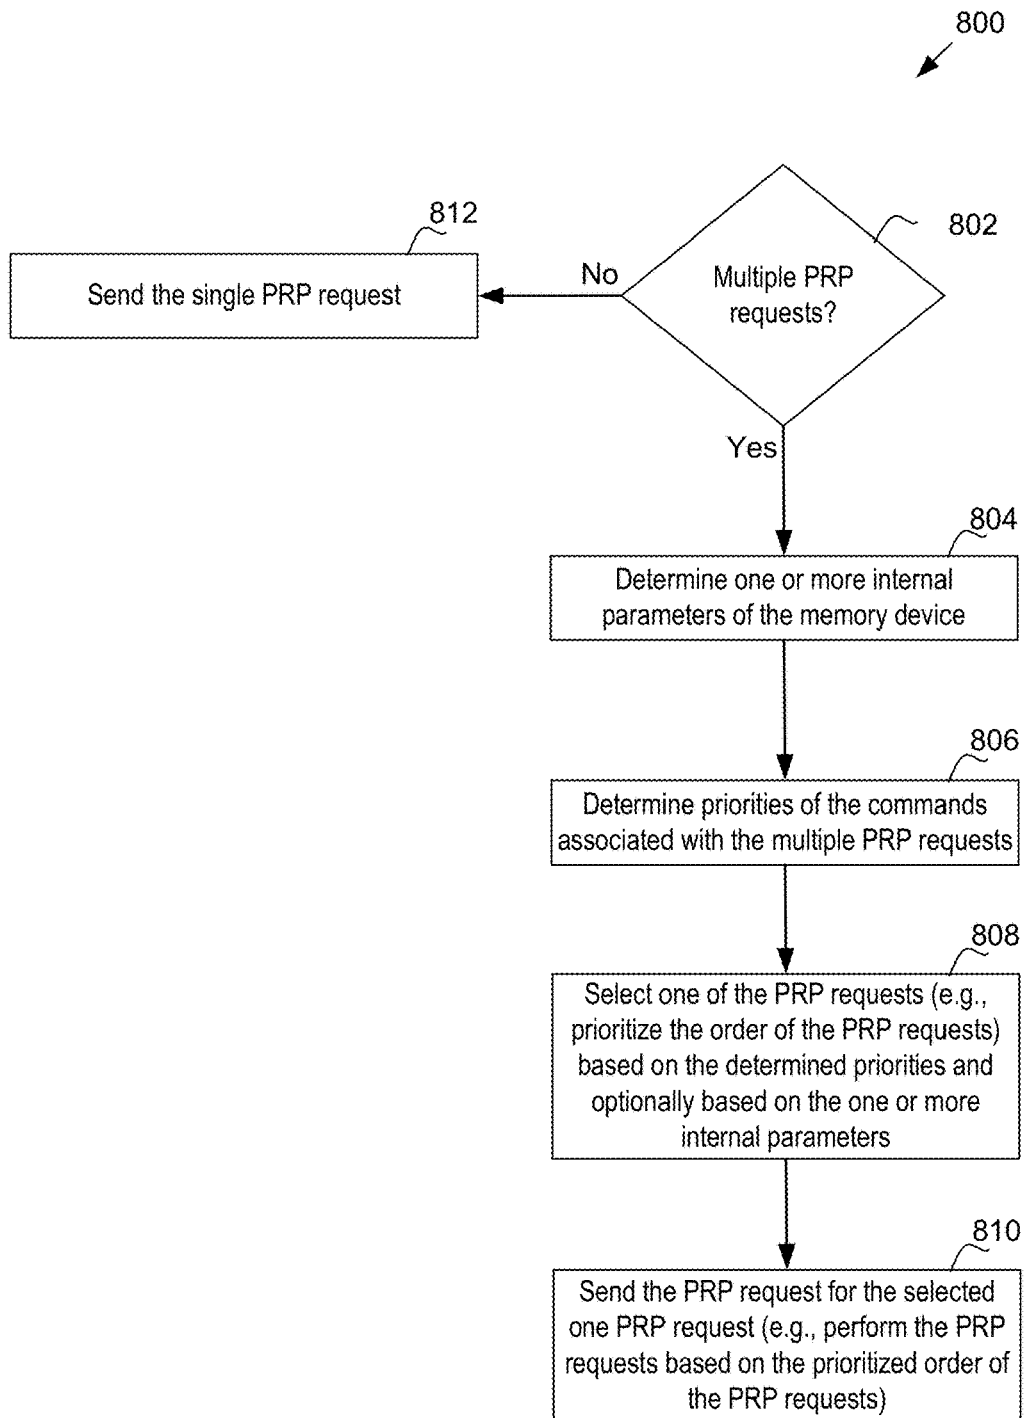 800
812
802
Send the single PRP request
No
Multiple PRP
requests?
Yes
804
Determine one or more internal
parameters of the memory device
806
Determine priorities of the commands
associated with the multiple PRP requests
808
Select one of the PRP requests (e.g.,
prioritize the order of the PRP requests)
based on the determined priorities and
optionally based on the one or more
internal parameters
810
Send the PRP request for the selected
one PRP request (e.g., perform the PRP
requests based on the prioritized order of
the PRP requests)